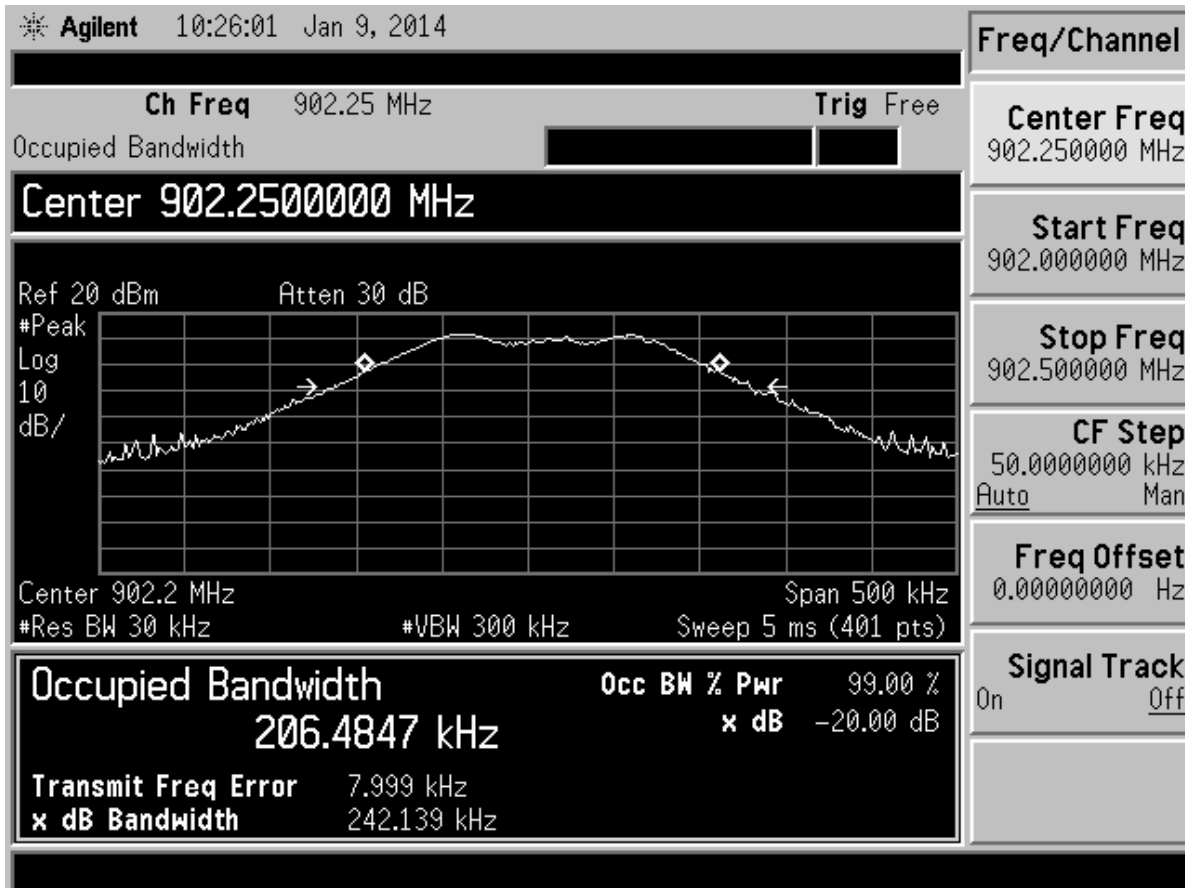 Agilent 10:26:01 Jan 9, 2014
Ch Freq 902.25 MHz Trig Free
Occupied Bandwidth
Center 902.2500000 MHz
Ref 20 dBm Atten 30 dB
#Peak
Log
10
dB/
Center 902.2 MHz Span 500 kHz
#Res BW 30 kHz #VBW 300 kHz Sweep 5 ms (401 pts)
Occupied Bandwidth
206.4847 kHz
Occ BW % Pwr 99.00 %
x dB -20.00 dB
Transmit Freq Error 7.999 kHz
x dB Bandwidth 242.139 kHz
Freq/Channel
Center Freq
902.250000 MHz
Start Freq
902.000000 MHz
Stop Freq
902.500000 MHz
CF Step
50.0000000 kHz
Auto Man
Freq Offset
0.00000000 Hz
Signal Track
On Off